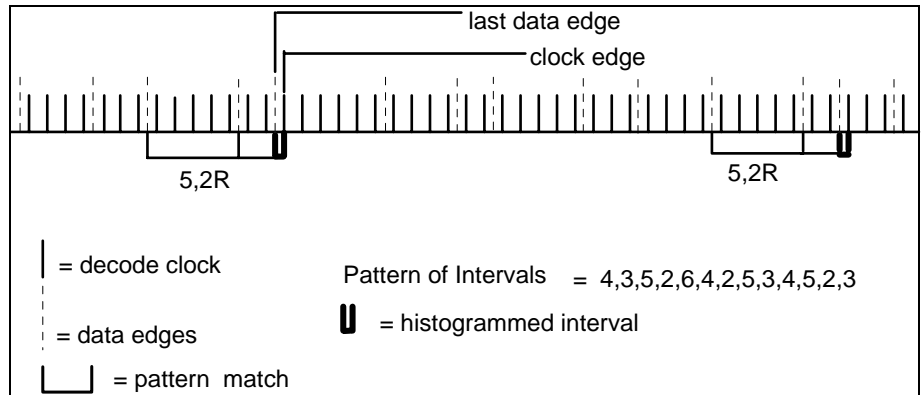 last data edge
clock edge
5,2R
5,2R
= decode clock
Pattern of Intervals = 4,3,5,2,6,4,2,5,3,4,5,2,3
= histogrammed interval
= data edges
= pattern match